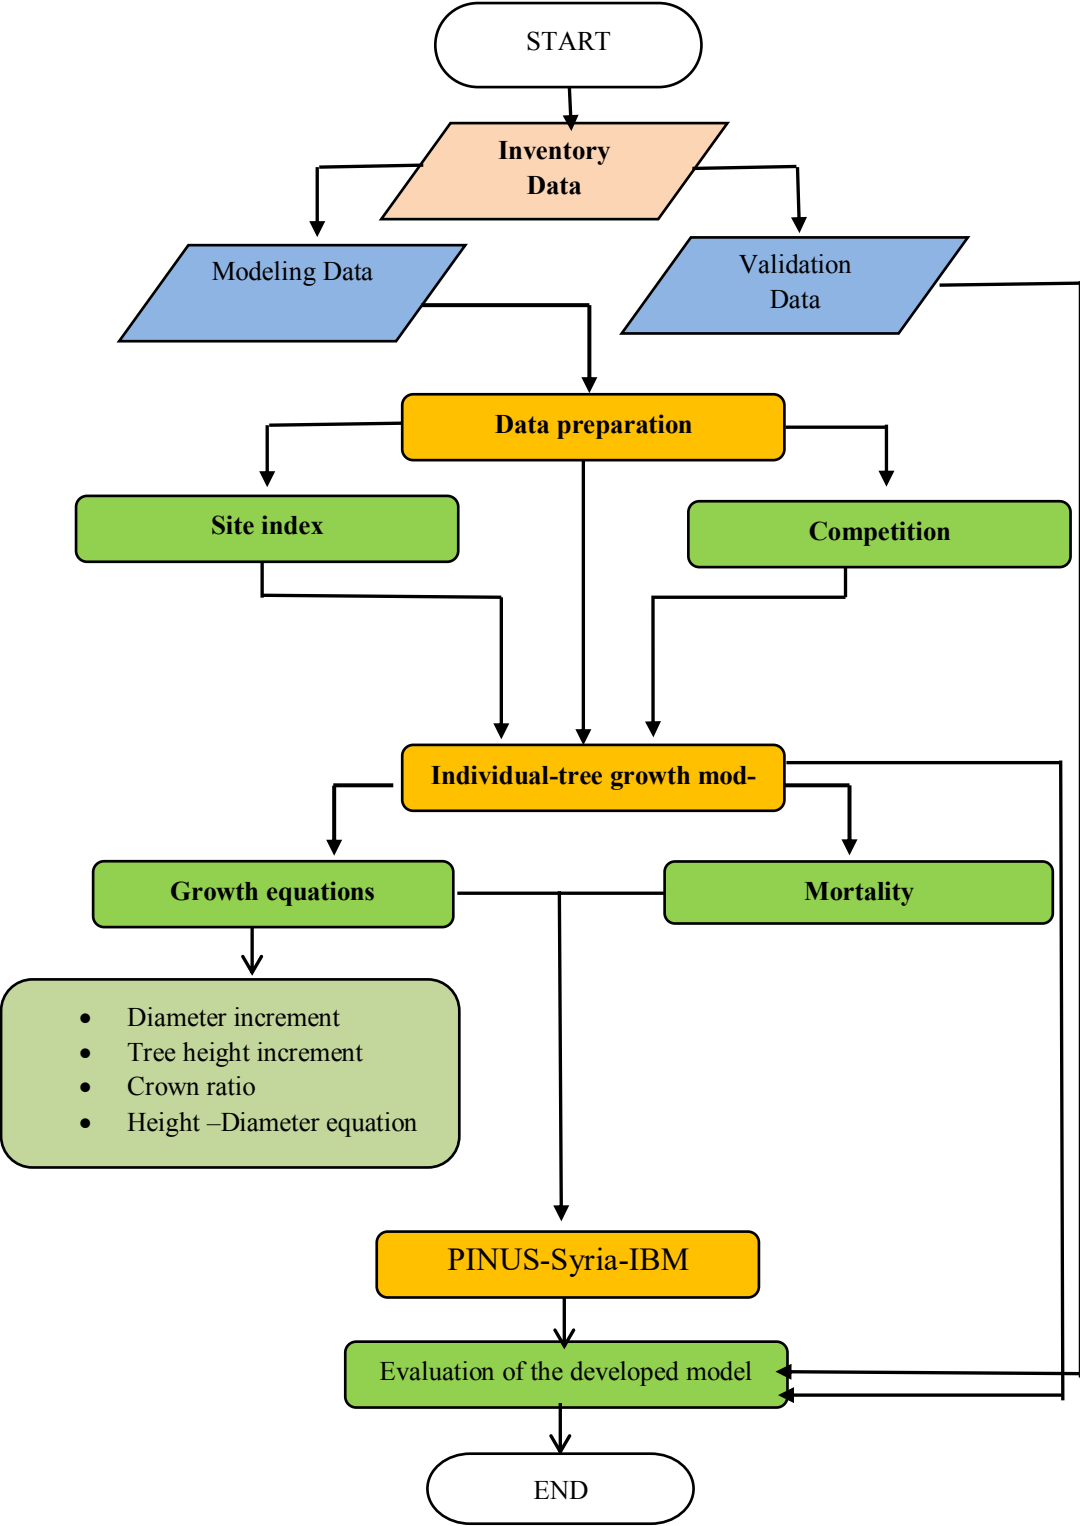 START
Inventory
Data
Modeling Data
Validation
Data
Data preparation
Site index
Competition
Individual-tree growth mod-
Growth equations
Mortality
• Diameter increment
• Tree height increment
• Crown ratio
• Height –Diameter equation
PINUS-Syria-IBM
Evaluation of the developed model
END